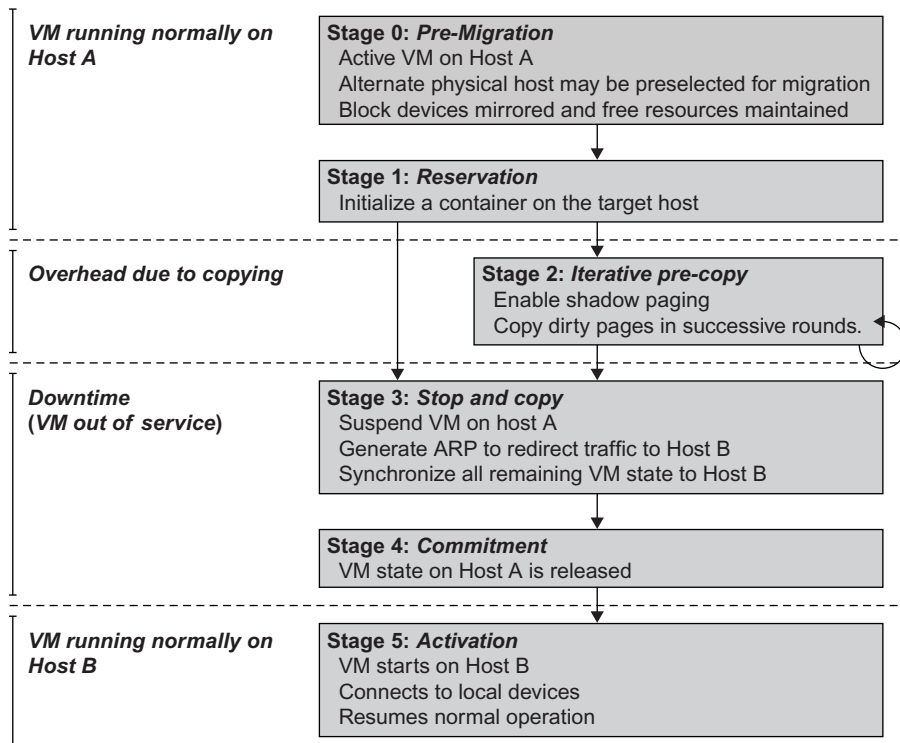 VM running normally on
Host A
Stage 0: Pre-Migration
Active VM on Host A
Alternate physical host may be preselected for migration
Block devices mirrored and free resources maintained
Stage 1: Reservation
Initialize a container on the target host
Overhead due to copying
Stage 2: Iterative pre-copy
Enable shadow paging
Copy dirty pages in successive rounds.
Downtime
(VM out of service)
Stage 3: Stop and copy
Suspend VM on host A
Generate ARP to redirect traffic to Host B
Synchronize all remaining VM state to Host B
Stage 4: Commitment
VM state on Host A is released
VM running normally on
Host B
Stage 5: Activation
VM starts on Host B
Connects to local devices
Resumes normal operation